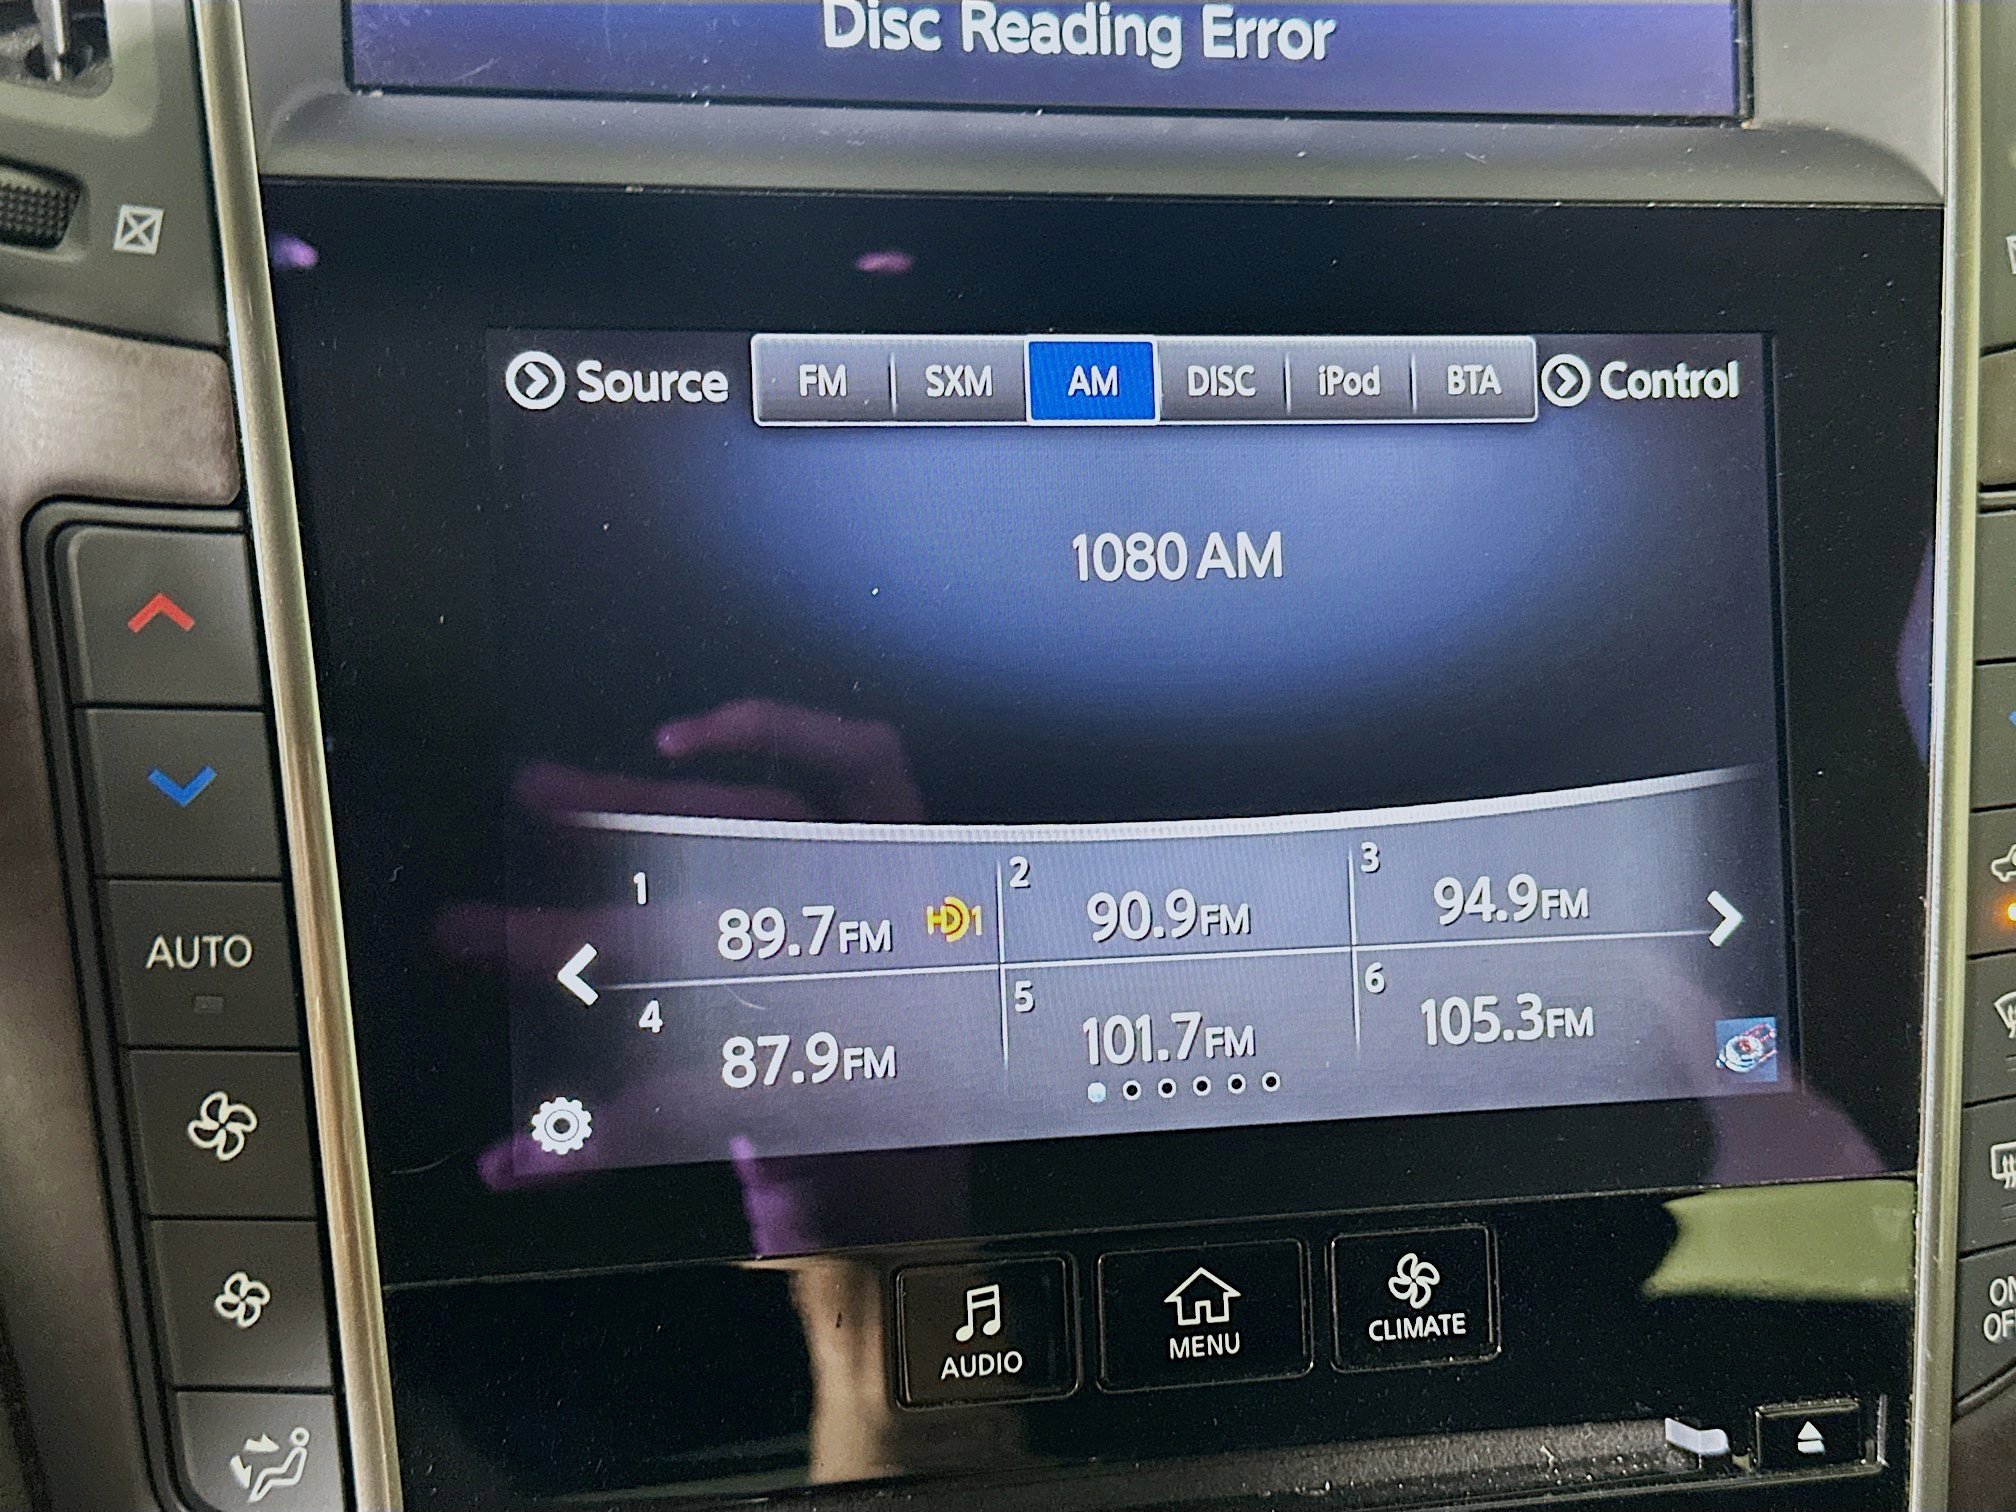 Disc Reading Error
Source FM SXM AM DISC iPod BTA Control
1080 AM
1 89.7FM HD1 2 90.9FM 3 94.9FM
4 87.9FM 5 101.7FM 6 105.3FM
AUTO
AUDIO MENU CLIMATE